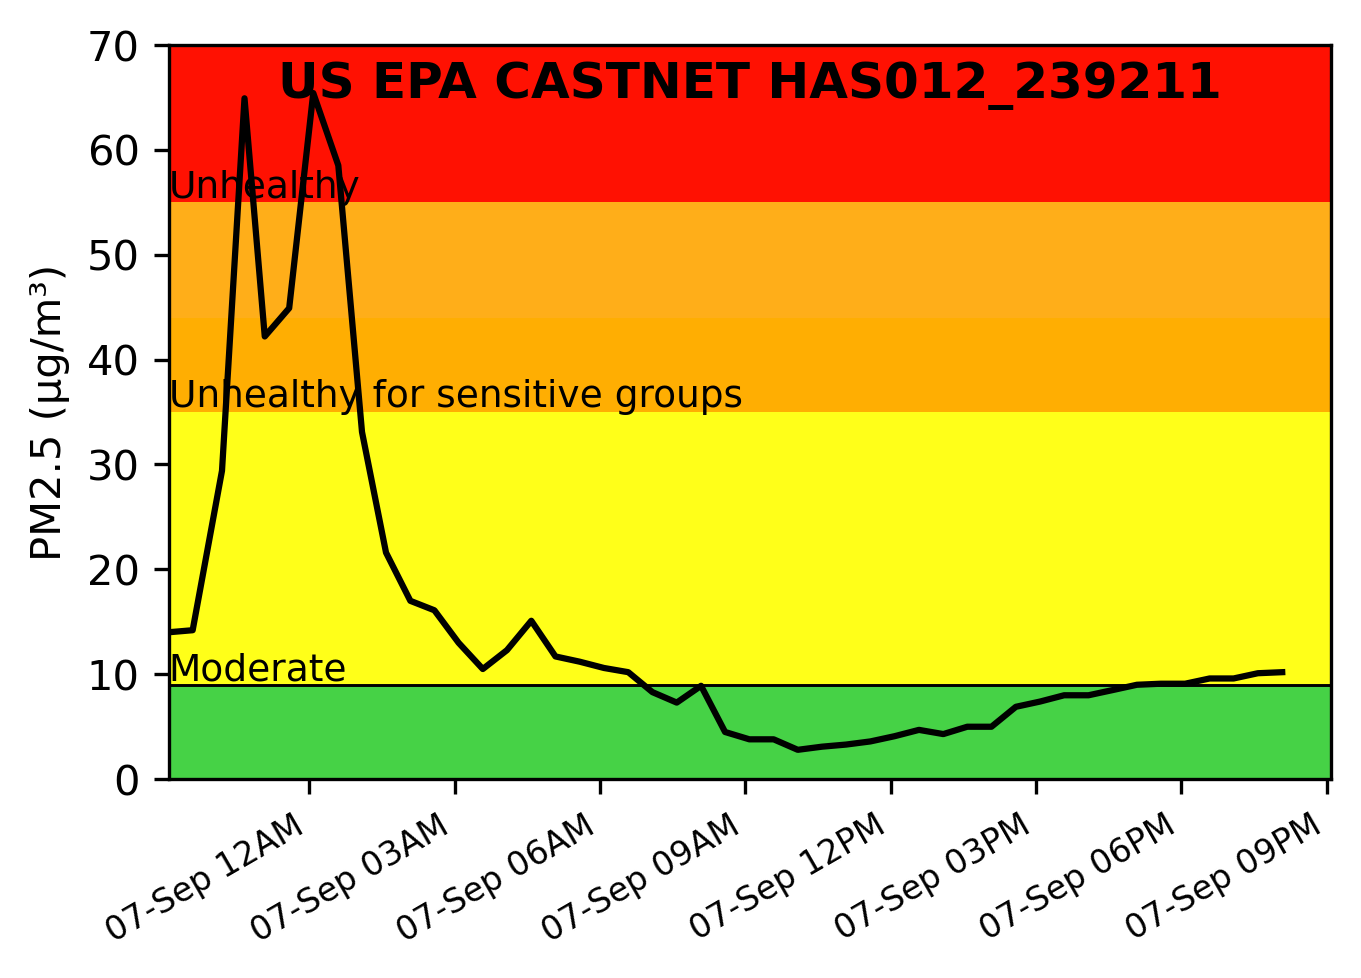 US EPA CASTNET HAS012_239211
70
60
50
40
30
20
10
0
PM2.5 (μg/m³)
Unhealthy
Unhealthy for sensitive groups
Moderate
07-Sep 12AM
07-Sep 03AM
07-Sep 06AM
07-Sep 09AM
07-Sep 12PM
07-Sep 03PM
07-Sep 06PM
07-Sep 09PM